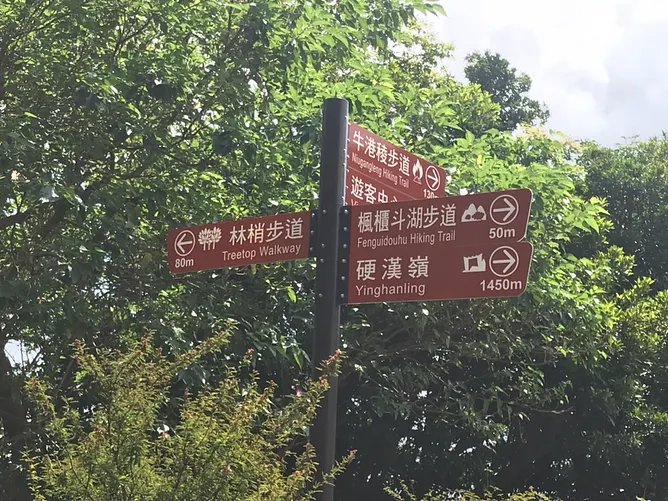 牛港稜步道
Niugangleng Hiking Trail
遊客中
林梢步道
Treetop Walkway
80m
楓櫃斗湖步道
Fenguidouhu Hiking Trail
50m
硬漢嶺
Yinghanling
1450m